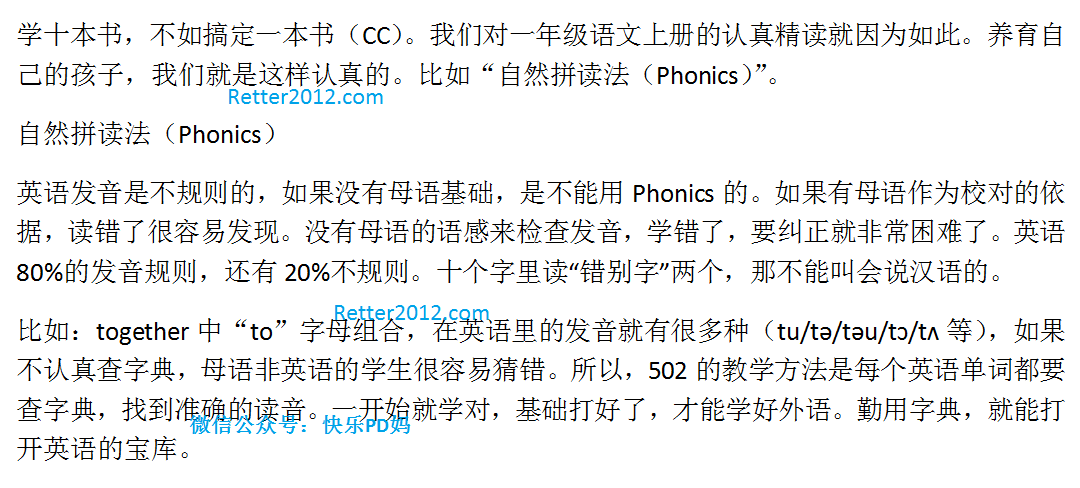 学十本书，不如搞定一本书（CC）。我们对一年级语文上册的认真精读就因为如此。养育自
己的孩子，我们就是这样认真的。比如“自然拼读法（Phonics）”。
Retter2012.com
自然拼读法（Phonics）
英语发音是不规则的，如果没有母语基础，是不能用 Phonics 的。如果有母语作为校对的依
据，读错了很容易发现。没有母语的语感来检查发音，学错了，要纠正就非常困难了。英语
80%的发音规则，还有 20%不规则。十个字里读“错别字”两个，那不能叫会说汉语的。
Retter2012.com
比如：together 中“to”字母组合，在英语里的发音就有很多种（tu/tə/təu/tɔ/tʌ 等），如果
不认真查字典，母语非英语的学生很容易猜错。所以，502 的教学方法是每个英语单词都要
查字典，找到准确的读音。一开始就学对，基础打好了，才能学好外语。勤用字典，就能打
微信公众号：快乐PD妈
开英语的宝库。